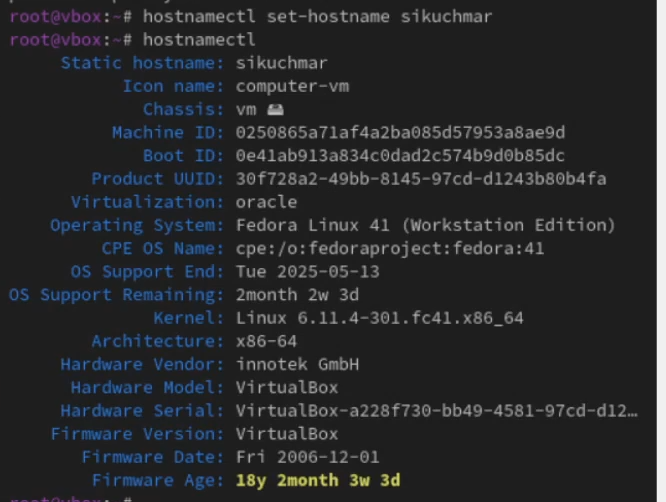 root@vbox:~# hostnamectl set-hostname sikuchmar
root@vbox:~# hostnamectl
Static hostname: sikuchmar
Icon name: computer-vm
Chassis: vm 🖴
Machine ID: 0250865a71af4a2ba085d57953a8ae9d
Boot ID: 0e41ab913a834c0dad2c574b9d0b85dc
Product UUID: 30f728a2-49bb-8145-97cd-d1243b80b4fa
Virtualization: oracle
Operating System: Fedora Linux 41 (Workstation Edition)
CPE OS Name: cpe:/o:fedoraproject:fedora:41
OS Support End: Tue 2025-05-13
OS Support Remaining: 2month 2w 3d
Kernel: Linux 6.11.4-301.fc41.x86_64
Architecture: x86-64
Hardware Vendor: innotek GmbH
Hardware Model: VirtualBox
Hardware Serial: VirtualBox-a228f730-bb49-4581-97cd-d12…
Firmware Version: VirtualBox
Firmware Date: Fri 2006-12-01
Firmware Age: 18y 2month 3w 3d